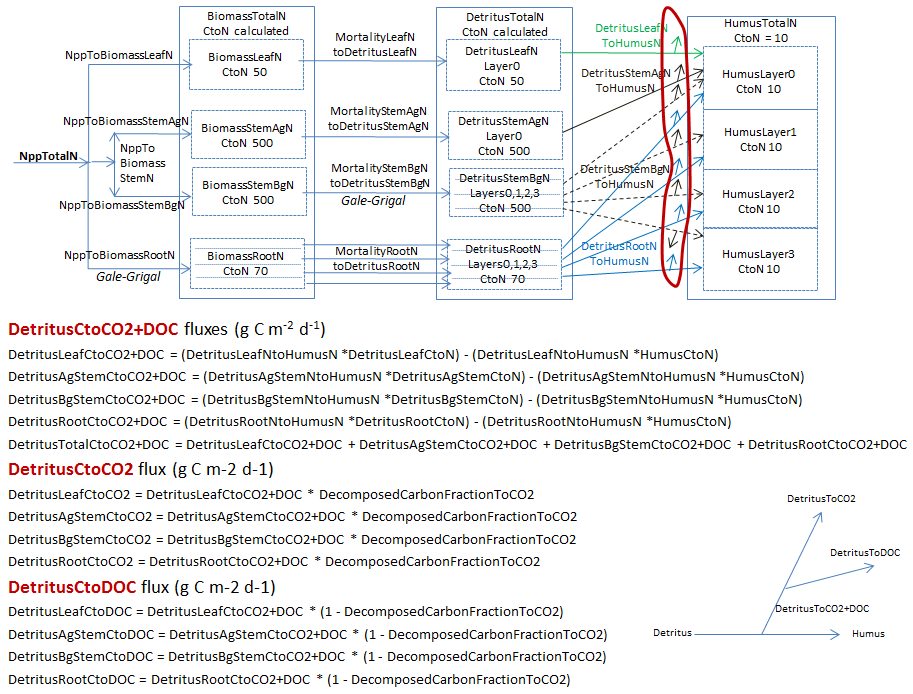 BiomassTotalN
CtoN calculated
DetritusTotalN
CtoN calculated
HumusTotalN
CtoN = 10
NppToBiomassLeafN
BiomassLeafN
CtoN 50
MortalityLeafN
toDetritusLeafN
DetritusLeafN
Layer0
CtoN 50
DetritusLeafN
ToHumusN
HumusLayer0
CtoN 10
NppToBiomassStemAgN
BiomassStemAgN
CtoN 500
MortalityStemAgN
toDetritusStemAgN
DetritusStemAgN
Layer0
CtoN 500
DetritusStemAgN
ToHumusN
HumusLayer1
CtoN 10
NppTotalN
NppTo
Biomass
StemN
NppToBiomassStemBgN
BiomassStemBgN
CtoN 500
MortalityStemBgN
toDetritusStemBgN
Gale-Grigal
DetritusStemBgN
Layers0,1,2,3
CtoN 500
DetritusStemBgN
ToHumusN
HumusLayer2
CtoN 10
NppToBiomassRootN
Gale-Grigal
BiomassRootN
CtoN 70
MortalityRootN
toDetritusRootN
DetritusRootN
Layers0,1,2,3
CtoN 70
DetritusRootN
ToHumusN
HumusLayer3
CtoN 10
DetritusCtoCO2+DOC fluxes (g C m-2 d-1)
DetritusLeafCtoCO2+DOC = (DetritusLeafNtoHumusN *DetritusLeafCtoN) - (DetritusLeafNtoHumusN *HumusCtoN)
DetritusAgStemCtoCO2+DOC = (DetritusAgStemNtoHumusN *DetritusAgStemCtoN) - (DetritusAgStemNtoHumusN *HumusCtoN)
DetritusBgStemCtoCO2+DOC = (DetritusBgStemNtoHumusN *DetritusBgStemCtoN) - (DetritusBgStemNtoHumusN *HumusCtoN)
DetritusRootCtoCO2+DOC = (DetritusRootNtoHumusN *DetritusRootCtoN) - (DetritusRootNtoHumusN *HumusCtoN)
DetritusTotalCtoCO2+DOC = DetritusLeafCtoCO2+DOC + DetritusAgStemCtoCO2+DOC + DetritusBgStemCtoCO2+DOC + DetritusRootCtoCO2+DOC
DetritusCtoCO2 flux (g C m-2 d-1)
DetritusLeafCtoCO2 = DetritusLeafCtoCO2+DOC * DecomposedCarbonFractionToCO2
DetritusAgStemCtoCO2 = DetritusAgStemCtoCO2+DOC * DecomposedCarbonFractionToCO2
DetritusBgStemCtoCO2 = DetritusBgStemCtoCO2+DOC * DecomposedCarbonFractionToCO2
DetritusRootCtoCO2 = DetritusRootCtoCO2+DOC * DecomposedCarbonFractionToCO2
DetritusCtoDOC flux (g C m-2 d-1)
DetritusLeafCtoDOC = DetritusLeafCtoCO2+DOC * (1 - DecomposedCarbonFractionToCO2)
DetritusAgStemCtoDOC = DetritusAgStemCtoCO2+DOC * (1 - DecomposedCarbonFractionToCO2)
DetritusBgStemCtoDOC = DetritusBgStemCtoCO2+DOC * (1 - DecomposedCarbonFractionToCO2)
DetritusRootCtoDOC = DetritusRootCtoCO2+DOC * (1 - DecomposedCarbonFractionToCO2)
DetritusToCO2
DetritusToDOC
DetritusToCO2+DOC
Detritus
Humus